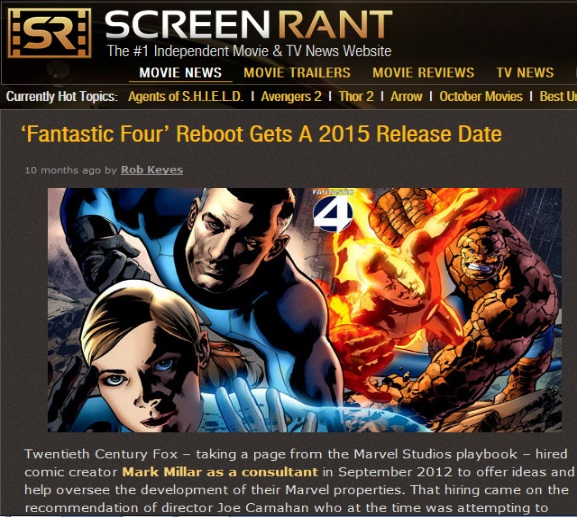 SR SCREEN RANT
The #1 Independent Movie & TV News Website
MOVIE NEWS MOVIE TRAILERS MOVIE REVIEWS TV NEWS
Currently Hot Topics: Agents of S.H.I.E.L.D. | Avengers 2 | Thor 2 | Arrow | October Movies | Best Un
‘Fantastic Four’ Reboot Gets A 2015 Release Date
10 months ago by Rob Keyes
FANTASTIC
4
Twentieth Century Fox – taking a page from the Marvel Studios playbook – hired
comic creator Mark Millar as a consultant in September 2012 to offer ideas and
help oversee the development of their Marvel properties. That hiring came on the
recommendation of director Joe Carnahan who at the time was attempting to